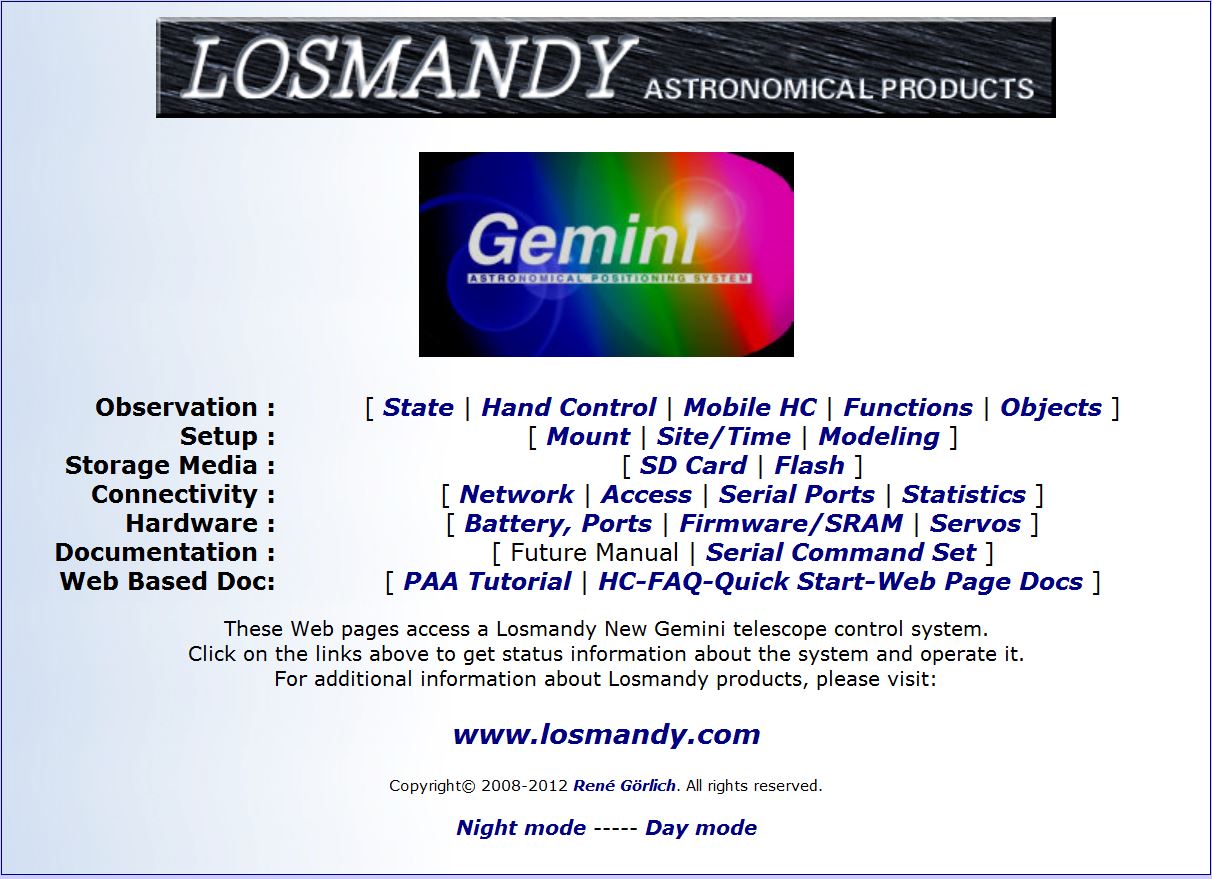 LOSMANDY ASTRONOMICAL PRODUCTS
Gemini
ASTRONOMICAL POSITIONING SYSTEM
Observation : [ State | Hand Control | Mobile HC | Functions | Objects ]
Setup : [ Mount | Site/Time | Modeling ]
Storage Media : [ SD Card | Flash ]
Connectivity : [ Network | Access | Serial Ports | Statistics ]
Hardware : [ Battery, Ports | Firmware/SRAM | Servos ]
Documentation : [ Future Manual | Serial Command Set ]
Web Based Doc: [ PAA Tutorial | HC-FAQ-Quick Start-Web Page Docs ]
These Web pages access a Losmandy New Gemini telescope control system.
Click on the links above to get status information about the system and operate it.
For additional information about Losmandy products, please visit:
www.losmandy.com
Copyright© 2008-2012 René Görlich. All rights reserved.
Night mode ----- Day mode